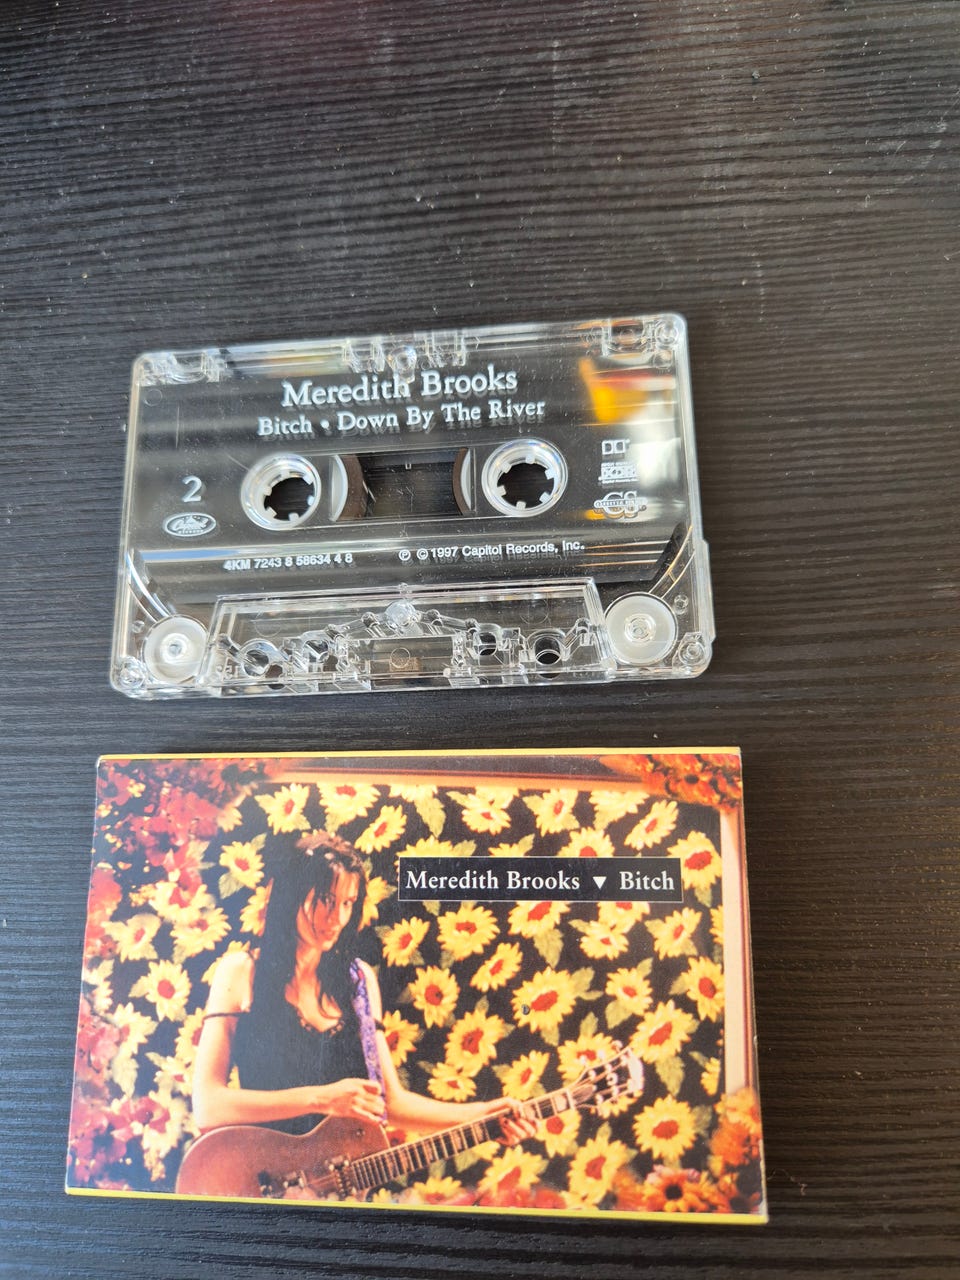 Meredith Brooks
Bitch • Down By The River
2
Capitol
4KM 7243 8 58634 4 8
℗ ©1997 Capitol Records, Inc.
Meredith Brooks ▼ Bitch